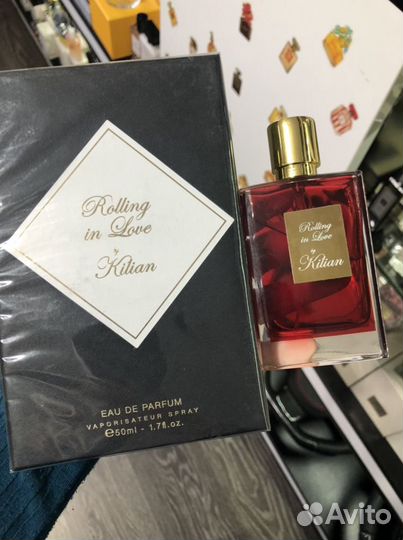 Rolling
in Love
by
Kilian
EAU DE PARFUM
VAPORISATEUR SPRAY
℮50ml - 1.7fl.oz.
Rolling
in Love
by
Kilian
Avito